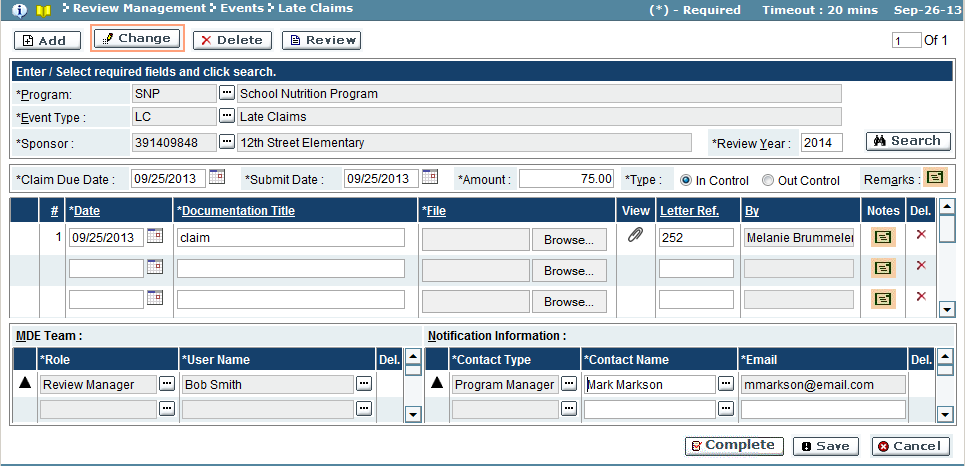 Review Management Events Late Claims (*) - Required Timeout : 20 mins Sep-26-13
Add Change Delete Review 1 Of 1
Enter / Select required fields and click search.
*Program: SNP ... School Nutrition Program
*Event Type : LC ... Late Claims
*Sponsor : 391409848 ... 12th Street Elementary *Review Year : 2014 Search
*Claim Due Date : 09/25/2013 *Submit Date : 09/25/2013 *Amount : 75.00 *Type : In Control Out Control Remarks :
# *Date *Documentation Title *File View Letter Ref. By Notes Del.
1 09/25/2013 claim Browse... 252 Melanie Brummeler
Browse...
Browse...
MDE Team : Notification Information :
*Role *User Name Del. *Contact Type *Contact Name *Email Del.
Review Manager ... Bob Smith ... Program Manager ... Mark Markson ... mmarkson@email.com
... ... ... ...
Complete Save Cancel